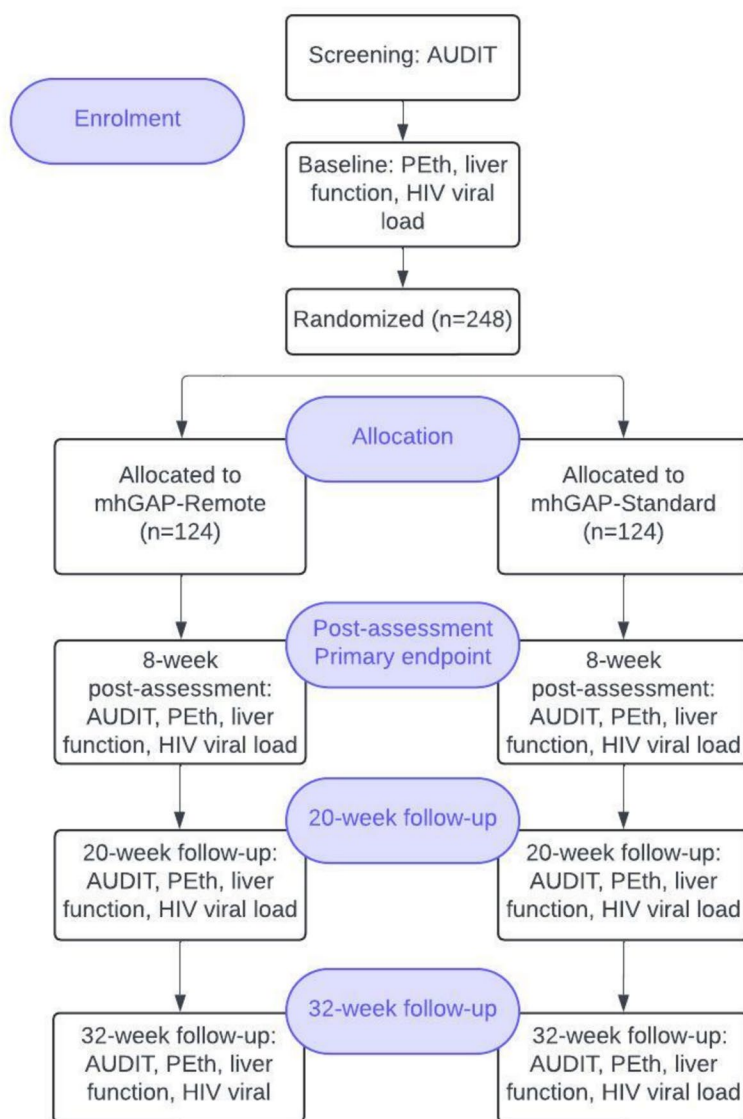 Screening: AUDIT
Enrolment
Baseline: PEth, liver
function, HIV viral
load
Randomized (n=248)
Allocation
Allocated to
mhGAP-Remote
(n=124)
Allocated to
mhGAP-Standard
(n=124)
Post-assessment
Primary endpoint
8-week
post-assessment:
AUDIT, PEth, liver
function, HIV viral load
8-week
post-assessment:
AUDIT, PEth, liver
function, HIV viral load
20-week follow-up
20-week follow-up:
AUDIT, PEth, liver
function, HIV viral load
20-week follow-up:
AUDIT, PEth, liver
function, HIV viral load
32-week follow-up
32-week follow-up:
AUDIT, PEth, liver
function, HIV viral
32-week follow-up:
AUDIT, PEth, liver
function, HIV viral load